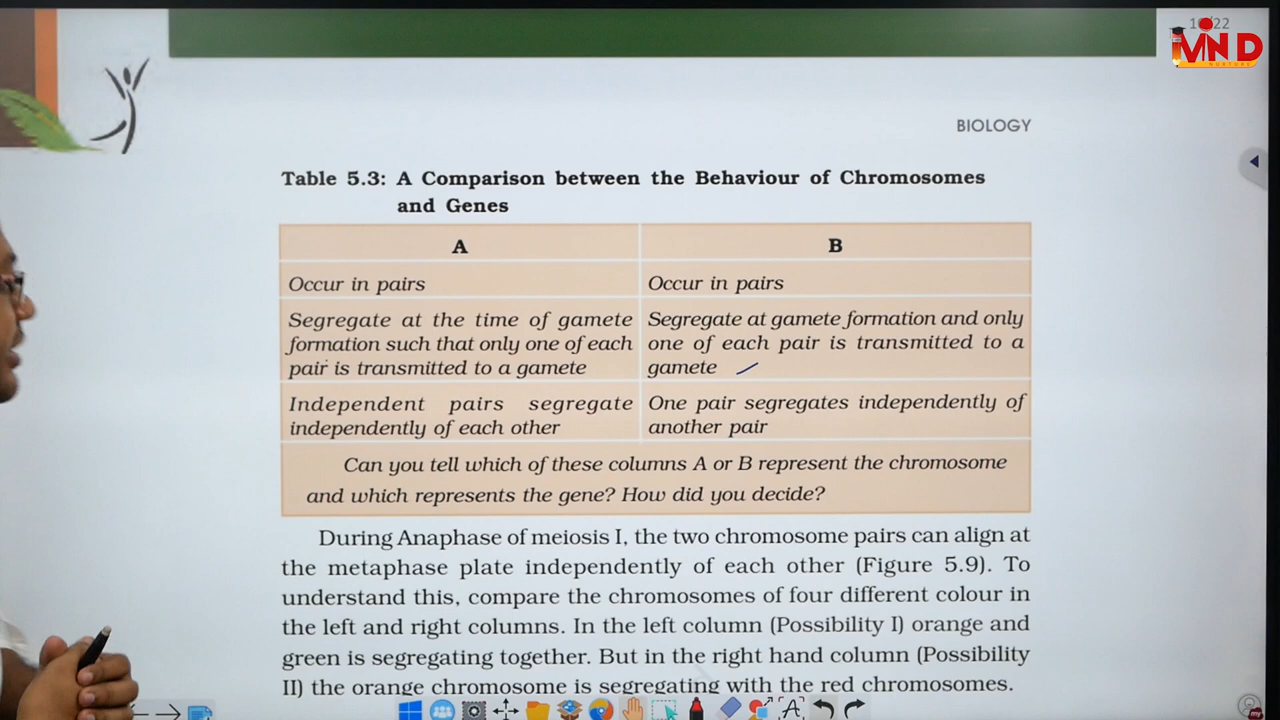 BIOLOGY
Table 5.3: A Comparison between the Behaviour of Chromosomes
and Genes
A
B
Occur in pairs
Occur in pairs
Segregate at the time of gamete
formation such that only one of each
pair is transmitted to a gamete
Segregate at gamete formation and only
one of each pair is transmitted to a
gamete
Independent pairs segregate
independently of each other
One pair segregates independently of
another pair
Can you tell which of these columns A or B represent the chromosome
and which represents the gene? How did you decide?
During Anaphase of meiosis I, the two chromosome pairs can align at
the metaphase plate independently of each other (Figure 5.9). To
understand this, compare the chromosomes of four different colour in
the left and right columns. In the left column (Possibility I) orange and
green is segregating together. But in the right hand column (Possibility
II) the orange chromosome is segregating with the red chromosomes.